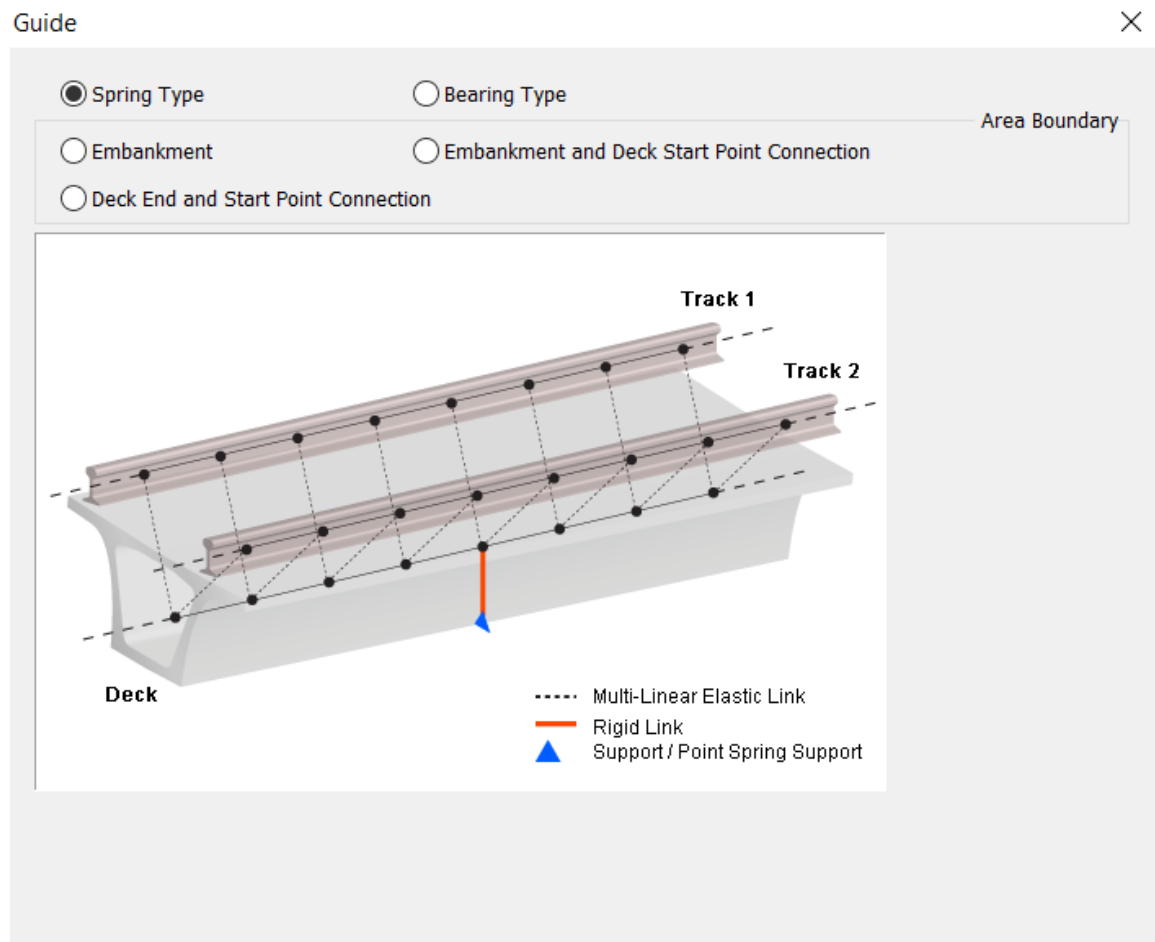 Guide
Spring Type
Bearing Type
Area Boundary
Embankment
Embankment and Deck Start Point Connection
Deck End and Start Point Connection
Track 1
Track 2
Deck
Multi-Linear Elastic Link
Rigid Link
Support / Point Spring Support